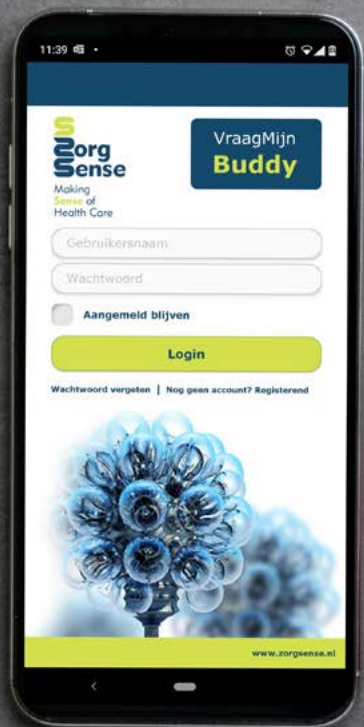 11:39
Zorg
Sense
Making
Sense of
Health Care
VraagMijn
Buddy
Gebruikersnaam
Wachtwoord
Aangemeld blijven
Login
Wachtwoord vergeten | Nog geen account? Registerend
www.zorgsense.nl